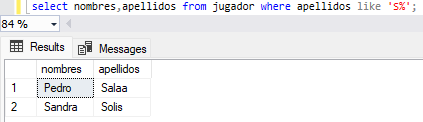 select nombres,apellidos from jugador where apellidos like 's%';
84 %
Results Messages
nombres apellidos
1 Pedro Salaa
2 Sandra Solis